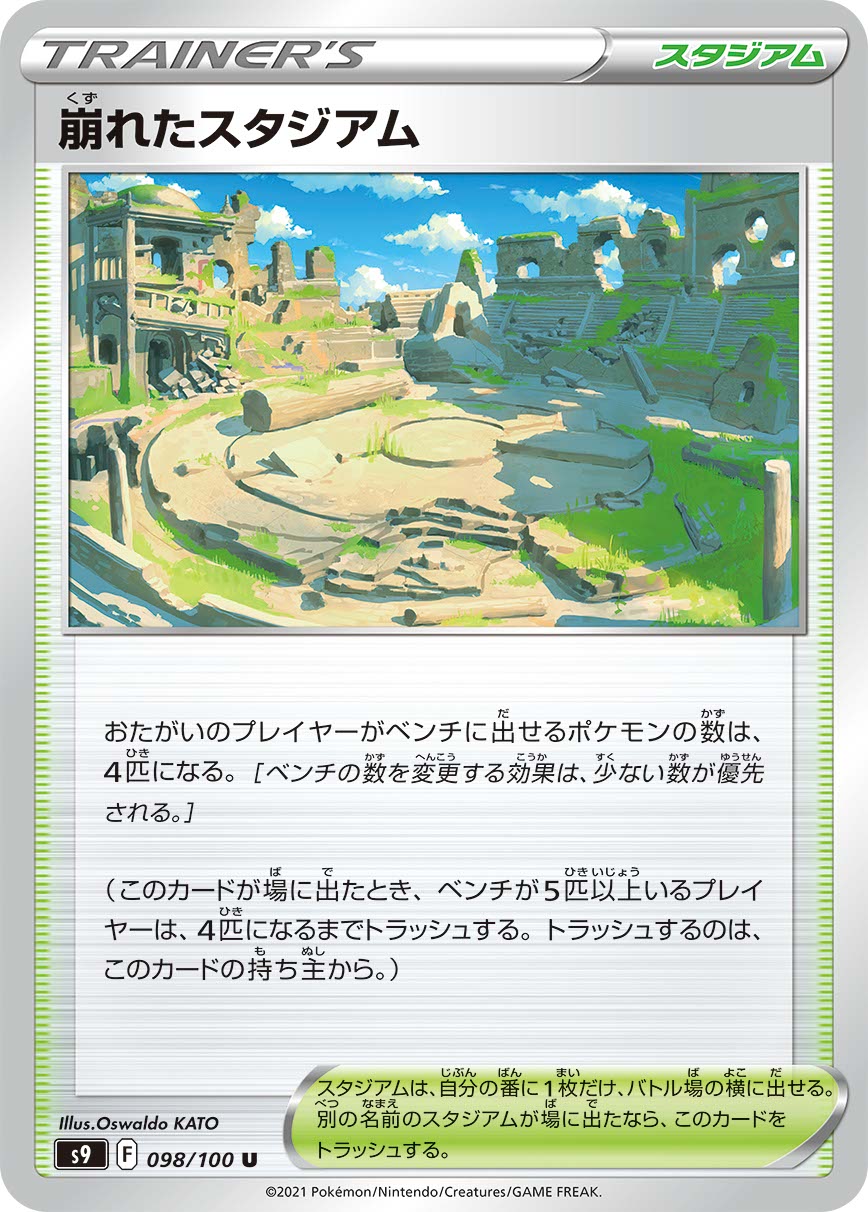 TRAINER'S
スタジアム
くず
崩れたスタジアム
だ かず
おたがいのプレイヤーがベンチに出せるポケモンの数は、
ひき かず へんこう こうか すく かず ゆうせん
4匹になる。[ベンチの数を変更する効果は、少ない数が優先
される。]
ば で ひきいじょう
（このカードが場に出たとき、ベンチが5匹以上いるプレイ
ひき
ヤーは、4匹になるまでトラッシュする。トラッシュするのは、
も ぬし
このカードの持ち主から。）
じぶん ばん まい ば よこ だ
スタジアムは、自分の番に1枚だけ、バトル場の横に出せる。
べつ なまえ ば で
別の名前のスタジアムが場に出たなら、このカードを
トラッシュする。
Illus.Oswaldo KATO
s9 F 098/100 U
©2021 Pokémon/Nintendo/Creatures/GAME FREAK.